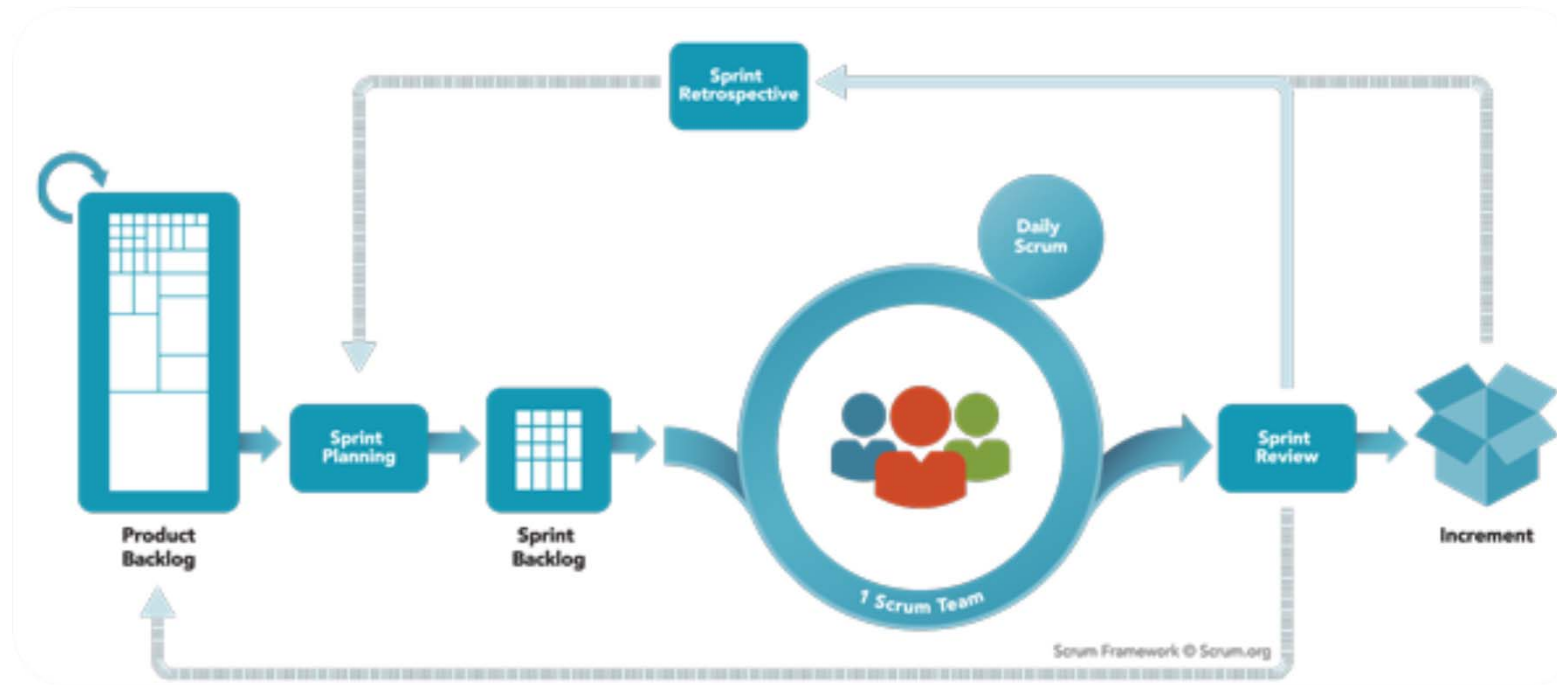 Sprint
Retrospective
Daily
Scrum
Sprint
Planning
Sprint
Review
Product
Backlog
Sprint
Backlog
1 Scrum Team
Increment
Scrum Framework © Scrum.org